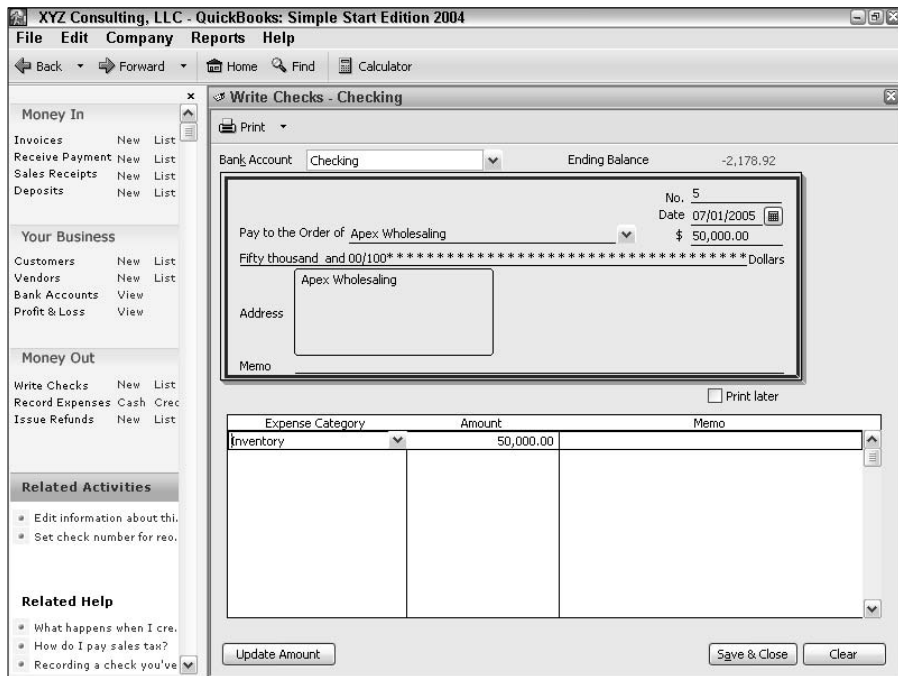 XYZ Consulting, LLC - QuickBooks: Simple Start Edition 2004
File Edit Company Reports Help
Back Forward Home Find Calculator
Money In
Invoices New List
Receive Payment New List
Sales Receipts New List
Deposits New List
Your Business
Customers New List
Vendors New List
Bank Accounts View
Profit & Loss View
Money Out
Write Checks New List
Record Expenses Cash Crec
Issue Refunds New List
Related Activities
Edit information about thi.
Set check number for reo.
Related Help
What happens when I cre.
How do I pay sales tax?
Recording a check you've
Write Checks - Checking
Print
Bank Account Checking Ending Balance -2,178.92
No. 5
Date 07/01/2005
Pay to the Order of Apex Wholesaling $ 50,000.00
Fifty thousand and 00/100* * * * * * * * * * * * * * * * * * * * * * * * * * * * * * * * * * * Dollars
Apex Wholesaling
Address
Memo
Print later
Expense Category Amount Memo
Inventory 50,000.00
Update Amount Save & Close Clear